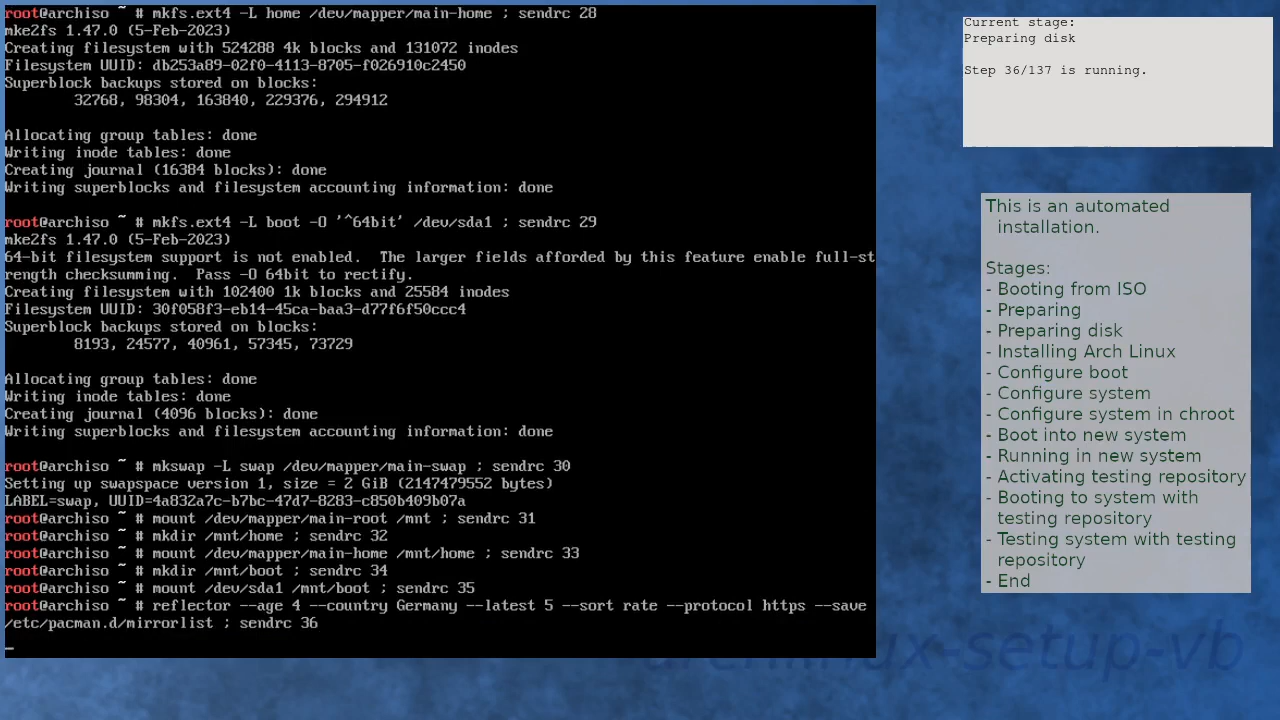 root@archiso ~ # mkfs.ext4 -L home /dev/mapper/main-home ; sendrc 28
mke2fs 1.47.0 (5-Feb-2023)
Creating filesystem with 524288 4k blocks and 131072 inodes
Filesystem UUID: db253a89-02f0-4113-8705-f026910c2450
Superblock backups stored on blocks:
        32768, 98304, 163840, 229376, 294912
Allocating group tables: done
Writing inode tables: done
Creating journal (16384 blocks): done
Writing superblocks and filesystem accounting information: done
root@archiso ~ # mkfs.ext4 -L boot -O '^64bit' /dev/sda1 ; sendrc 29
mke2fs 1.47.0 (5-Feb-2023)
64-bit filesystem support is not enabled.  The larger fields afforded by this feature enable full-st
rength checksumming.  Pass -O 64bit to rectify.
Creating filesystem with 102400 1k blocks and 25584 inodes
Filesystem UUID: 30f058f3-eb14-45ca-baa3-d77f6f50ccc4
Superblock backups stored on blocks:
        8193, 24577, 40961, 57345, 73729
Allocating group tables: done
Writing inode tables: done
Creating journal (4096 blocks): done
Writing superblocks and filesystem accounting information: done
root@archiso ~ # mkswap -L swap /dev/mapper/main-swap ; sendrc 30
Setting up swapspace version 1, size = 2 GiB (2147479552 bytes)
LABEL=swap, UUID=4a832a7c-b7bc-47d7-8283-c850b409b07a
root@archiso ~ # mount /dev/mapper/main-root /mnt ; sendrc 31
root@archiso ~ # mkdir /mnt/home ; sendrc 32
root@archiso ~ # mount /dev/mapper/main-home /mnt/home ; sendrc 33
root@archiso ~ # mkdir /mnt/boot ; sendrc 34
root@archiso ~ # mount /dev/sda1 /mnt/boot ; sendrc 35
root@archiso ~ # reflector --age 4 --country Germany --latest 5 --sort rate --protocol https --save
/etc/pacman.d/mirrorlist ; sendrc 36
Current stage:
Preparing disk
Step 36/137 is running.
This is an automated
installation.
Stages:
- Booting from ISO
- Preparing
- Preparing disk
- Installing Arch Linux
- Configure boot
- Configure system
- Configure system in chroot
- Boot into new system
- Running in new system
- Activating testing repository
- Booting to system with
testing repository
- Testing system with testing
repository
- End
archlinux-setup-vb